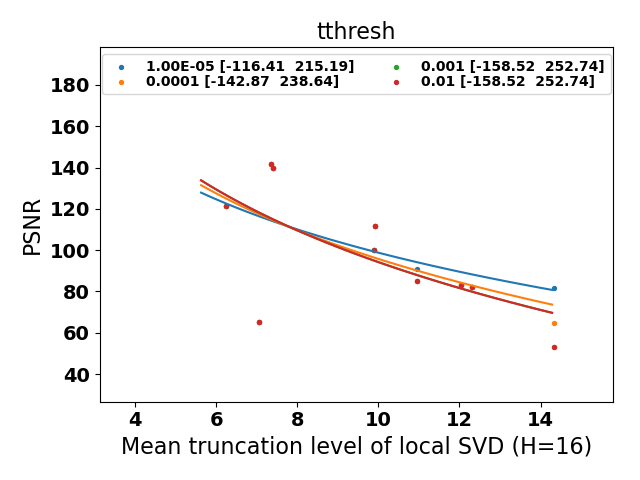 tthresh
1.00E-05 [-116.41  215.19]
0.0001 [-142.87  238.64]
0.001 [-158.52  252.74]
0.01 [-158.52  252.74]
PSNR
180
160
140
120
100
80
60
40
4 6 8 10 12 14
Mean truncation level of local SVD (H=16)